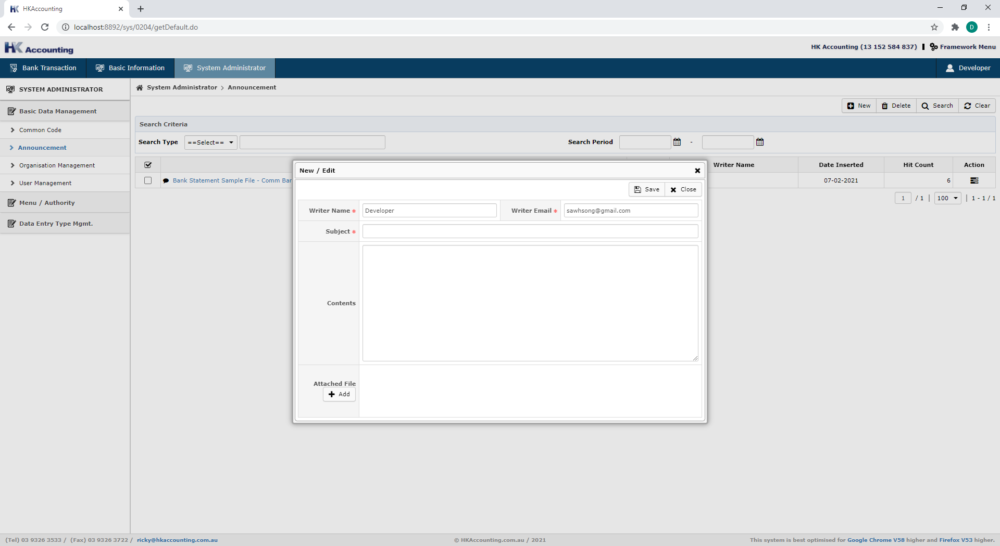 HKAccounting
localhost:8892/sys/0204/getDefault.do
D
HK Accounting
HK Accounting (13 152 584 837)
Framework Menu
Bank Transaction
Basic Information
System Administrator
Developer
SYSTEM ADMINISTRATOR
Basic Data Management
Common Code
Announcement
Organisation Management
User Management
Menu / Authority
Data Entry Type Mgmt.
System Administrator > Announcement
New
Delete
Search
Clear
Search Criteria
Search Type ==Select==
Search Period -
Writer Name Date Inserted Hit Count Action
Bank Statement Sample File - Comm Ban
07-02-2021 6
1 / 1 | 100 | 1 - 1 / 1
New / Edit
Save
Close
Writer Name * Developer
Writer Email * sawhsong@gmail.com
Subject *
Contents
Attached File
Add
(Tel) 03 9326 3533 / (Fax) 03 9326 3722 / ricky@hkaccounting.com.au
© HKAccounting.com.au / 2021
This system is best optimised for Google Chrome V58 higher and Firefox V53 higher.